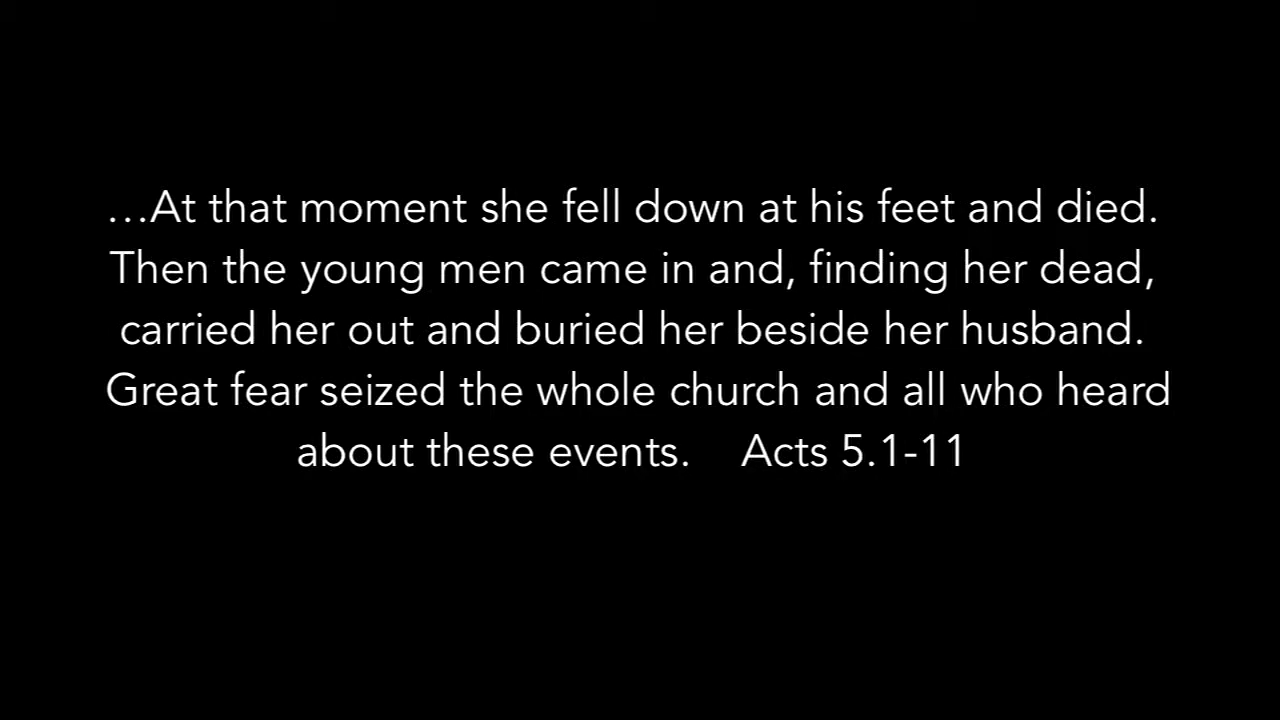 …At that moment she fell down at his feet and died.
Then the young men came in and, finding her dead,
carried her out and buried her beside her husband.
Great fear seized the whole church and all who heard
about these events.    Acts 5.1-11